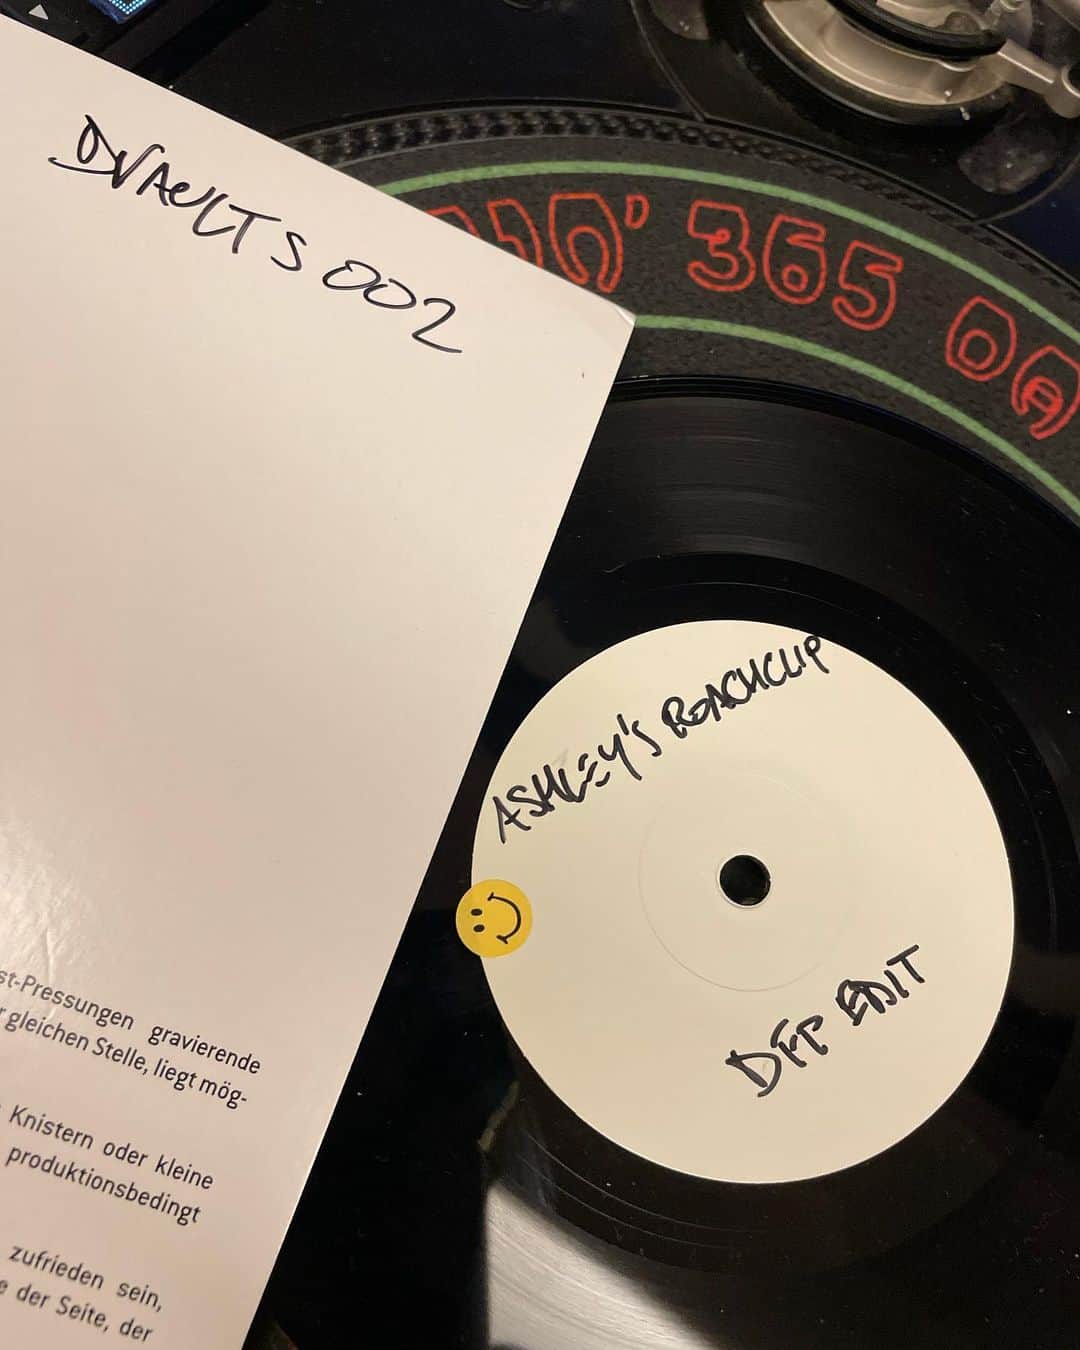 DVAULTS 002
' 365 DA
ASHLEY'S ROACHCLIP
DFP EDIT
st-Pressungen gravierende
gleichen Stelle, liegt mög-
Knistern oder kleine
produktionsbedingt
zufrieden sein,
der Seite, der